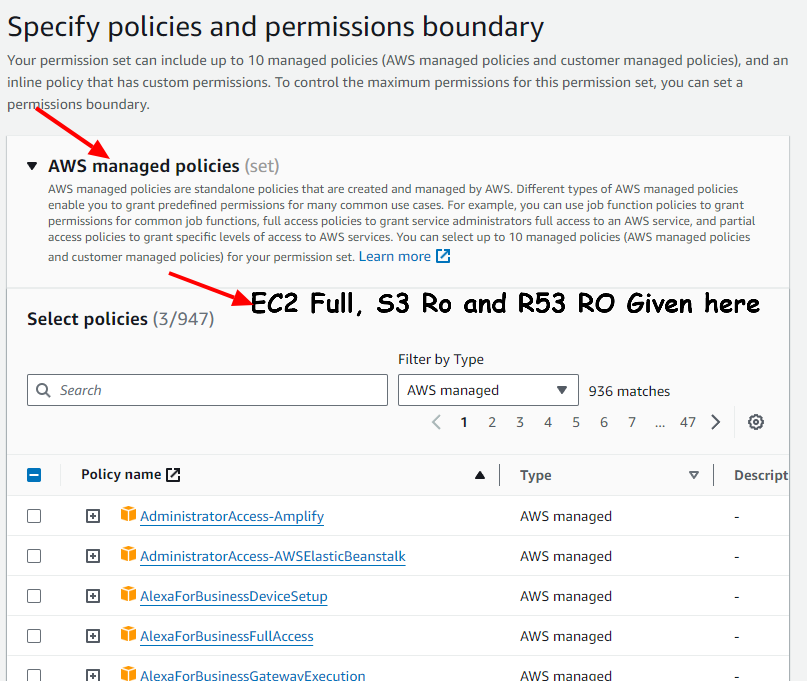 Specify policies and permissions boundary
Your permission set can include up to 10 managed policies (AWS managed policies and customer managed policies), and an
inline policy that has custom permissions. To control the maximum permissions for this permission set, you can set a
permissions boundary.
AWS managed policies (set)
AWS managed policies are standalone policies that are created and managed by AWS. Different types of AWS managed policies
enable you to grant predefined permissions for many common use cases. For example, you can use job function policies to grant
permissions for common job functions, full access policies to grant service administrators full access to an AWS service, and partial
access policies to grant specific levels of access to AWS services. You can select up to 10 managed policies (AWS managed policies
and customer managed policies) for your permission set. Learn more
EC2 Full, S3 Ro and R53 RO Given here
Select policies (3/947)
Filter by Type
Search AWS managed 936 matches
1 2 3 4 5 6 7 ... 47
Policy name Type Descript
AdministratorAccess-Amplify AWS managed -
AdministratorAccess-AWSElasticBeanstalk AWS managed -
AlexaForBusinessDeviceSetup AWS managed -
AlexaForBusinessFullAccess AWS managed -
AlexaForBusinessGatewayExecution AWS managed -